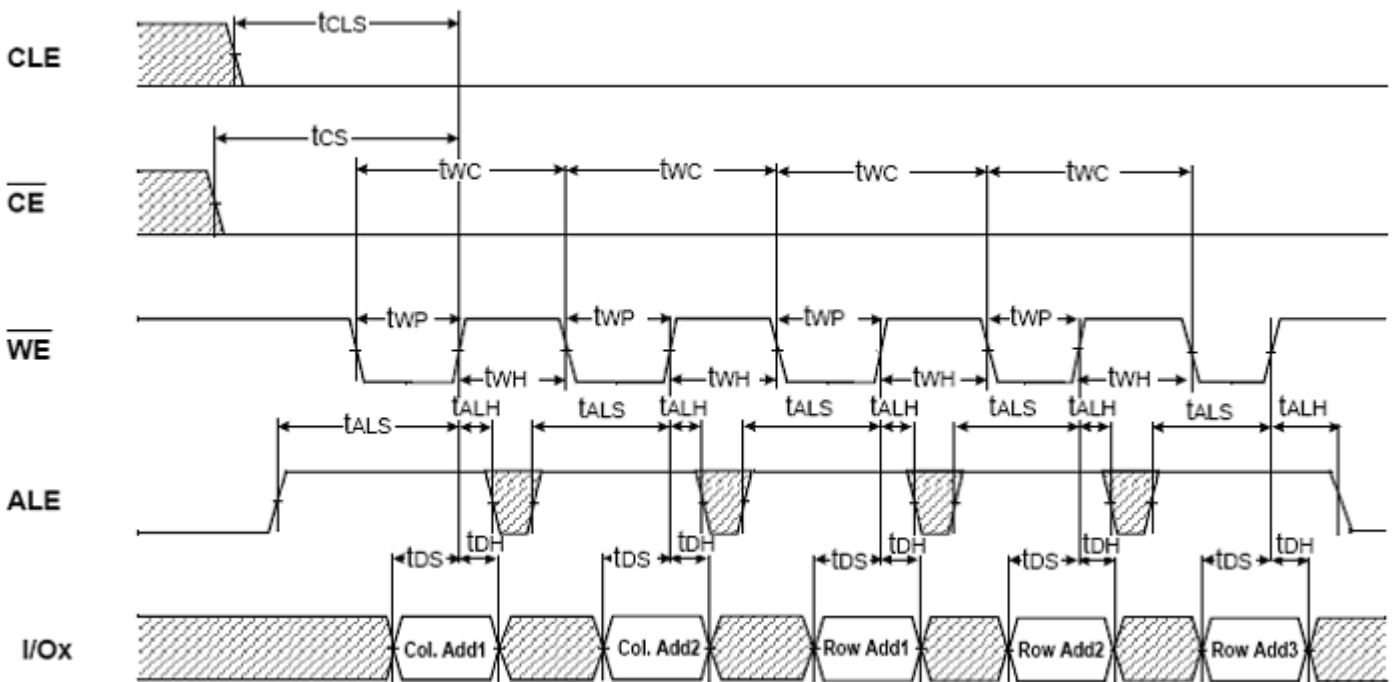 CLE
tCLS
CE
tCS
tWC tWC tWC tWC
WE
tWP tWP tWP tWP
tWH tWH tWH tWH
tALS tALH tALS tALH tALS tALH tALS tALH tALS tALH
ALE
tDS tDH tDS tDH tDS tDH tDS tDH tDS tDH
I/Ox
Col. Add1 Col. Add2 Row Add1 Row Add2 Row Add3